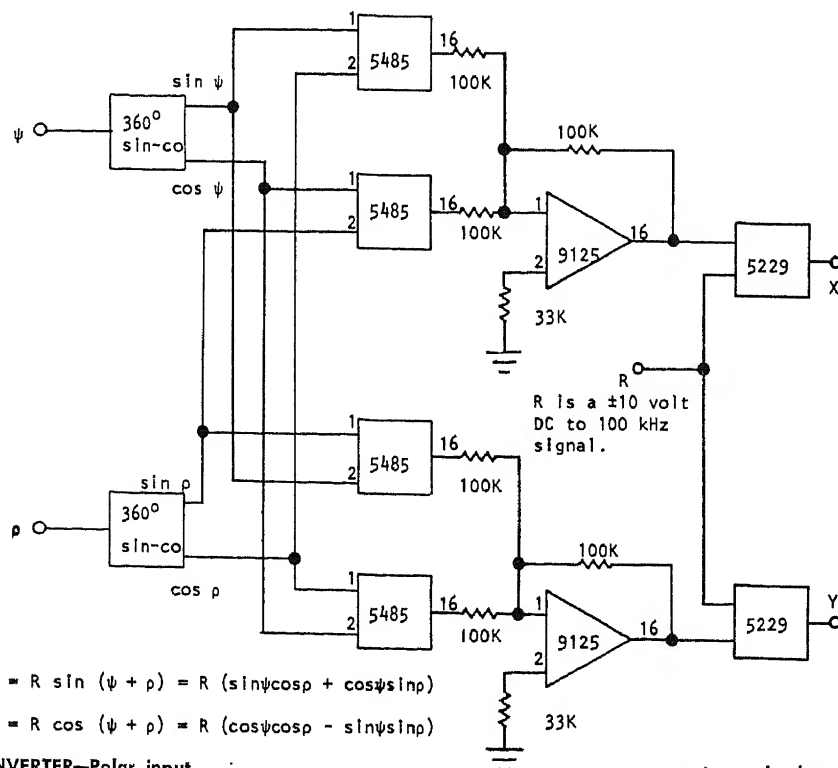 1
16
5485
2
100K
sin ψ
100K
ψ
360°
sin-co
cos ψ
1
16
5485
2
100K
1
16
9125
2
5229
X
33K
R
R is a ±10 volt
DC to 100 kHz
signal.
1
16
5485
2
100K
sin ρ
100K
ρ
360°
sin-co
cos ρ
1
16
5485
2
100K
1
16
9125
2
Y
5229
33K
= R sin (ψ + ρ) = R (sinψcosρ + cosψsinρ)
= R cos (ψ + ρ) = R (cosψcosρ - sinψsinρ)
NVERTER—Polar input